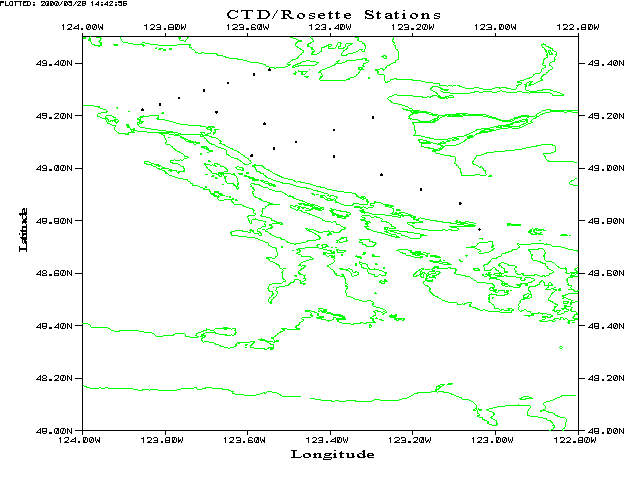 PLOTTED: 14:42:56
CTD/Rosette Stations
124.00W 123.80W 123.60W 123.40W 123.20W 123.00W 122.80W
49.40N 49.40N
49.20N 49.20N
49.00N 49.00N
48.80N 48.80N
Latitude
48.60N 48.60N
48.40N 48.40N
48.20N 48.20N
48.00N 48.00N
124.00W 123.80W 123.60W 123.40W 123.20W 123.00W 122.80W
Longitude